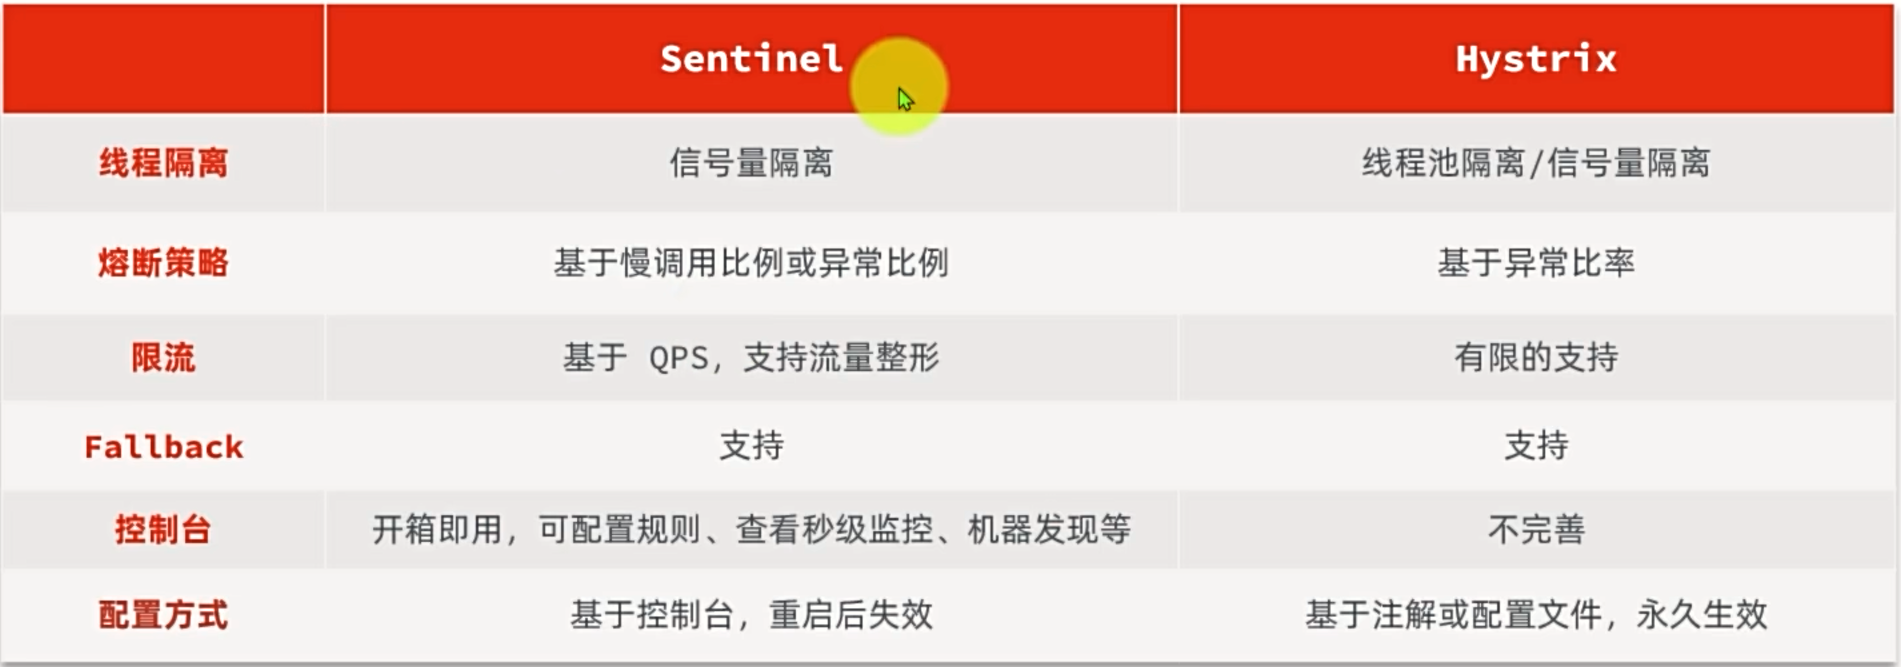 Sentinel Hystrix
线程隔离 信号量隔离 线程池隔离/信号量隔离
熔断策略 基于慢调用比例或异常比例 基于异常比率
限流 基于 QPS，支持流量整形 有限的支持
Fallback 支持 支持
控制台 开箱即用，可配置规则、查看秒级监控、机器发现等 不完善
配置方式 基于控制台，重启后失效 基于注解或配置文件，永久生效